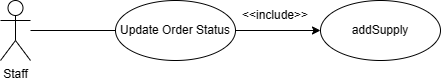 <<include>>
Update Order Status
addSupply
Staff